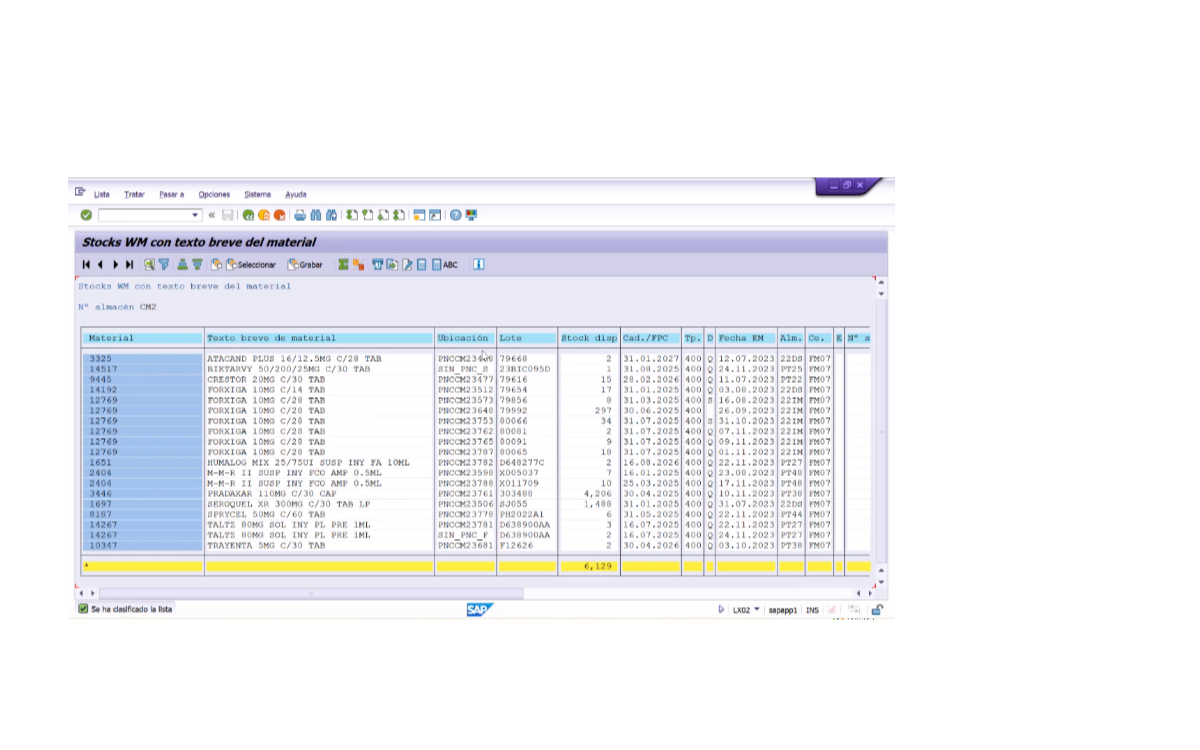 Lista Tratar Pasar a Opciones Sistema Ayuda
Stocks WM con texto breve del material
Seleccionar Grabar ABC
Stocks WM con texto breve del material
Nº almacén CM2
Material Texto breve de material Ubicación Lote Stock disp Cad./FPC Tp. D Fecha EM Alm. Ce. E Nº a
3325 ATACAND PLUS 16/12.5MG C/28 TAB 79668 2 31.01.2027 400 Q 12.07.2023 22DS FM07
14517 BIKTARVY 50/200/25MG C/30 TAB SIN_PNC_S 23BIC095D 1 31.08.2025 400 Q 24.11.2023 PT25 FM07
9445 CRESTOR 20MG C/30 TAB PNCCM23477 79616 15 28.02.2026 400 Q 11.07.2023 PT22 FM07
14192 FORXIGA 10MG C/14 TAB PNCCM23512 79654 17 31.01.2025 400 Q 03.08.2023 22DS FM07
12769 FORXIGA 10MG C/28 TAB PNCCM23573 79856 8 31.03.2025 400 S 16.08.2023 22IM FM07
12769 FORXIGA 10MG C/28 TAB PNCCM23640 79992 297 30.06.2025 400 26.09.2023 22IM FM07
12769 FORXIGA 10MG C/28 TAB PNCCM23753 80066 34 31.07.2025 400 S 31.10.2023 22IM FM07
12769 FORXIGA 10MG C/28 TAB PNCCM23762 80081 2 31.07.2025 400 Q 07.11.2023 22IM FM07
12769 FORXIGA 10MG C/28 TAB PNCCM23765 80091 9 31.07.2025 400 Q 09.11.2023 22IM FM07
12769 FORXIGA 10MG C/28 TAB PNCCM23787 80065 18 31.07.2025 400 Q 01.11.2023 22IM FM07
1651 HUMALOG MIX 25/75UI SUSP INY FA 10ML PNCCM23782 D648277C 2 16.08.2026 400 Q 22.11.2023 PT27 FM07
2404 M-M-R II SUSP INY FCO AMP 0.5ML PNCCM23598 X005037 7 16.01.2025 400 Q 23.08.2023 PT48 FM07
2404 M-M-R II SUSP INY FCO AMP 0.5ML PNCCM23788 X011709 10 25.03.2025 400 Q 17.11.2023 PT48 FM07
3446 PRADAXAR 110MG C/30 CAP PNCCM23761 303488 4,206 30.04.2025 400 Q 10.11.2023 PT38 FM07
1697 SEROQUEL XR 300MG C/30 TAB LP PNCCM23506 SJ055 1,488 31.01.2025 400 Q 31.07.2023 22DS FM07
8187 SPRYCEL 50MG C/60 TAB PNCCM23778 PH2022A1 6 31.05.2025 400 Q 22.11.2023 PT44 FM07
14267 TALTZ 80MG SOL INY PL PRE 1ML PNCCM23781 D638900AA 3 16.07.2025 400 Q 22.11.2023 PT27 FM07
14267 TALTZ 80MG SOL INY PL PRE 1ML SIN_PNC_F D638900AA 2 16.07.2025 400 Q 24.11.2023 PT27 FM07
10347 TRAYENTA 5MG C/30 TAB PNCCM23681 F12626 2 30.04.2026 400 Q 03.10.2023 PT38 FM07
* 6,129
Se ha clasificado la lista SAP LX02 sapapp1 INS